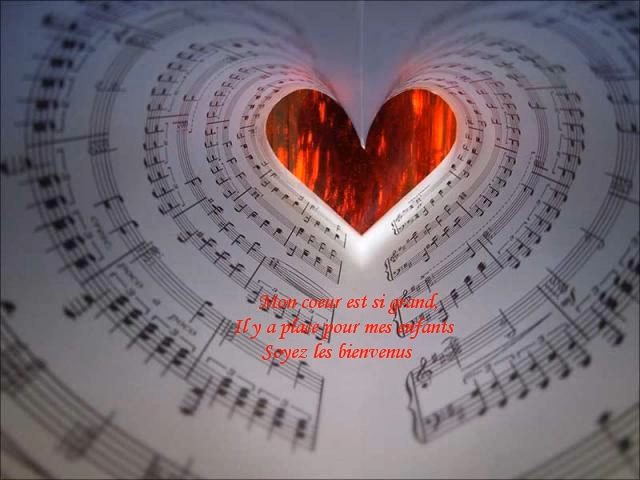 Mon coeur est si grand,
Il y a place pour mes enfants
Soyez les bienvenus